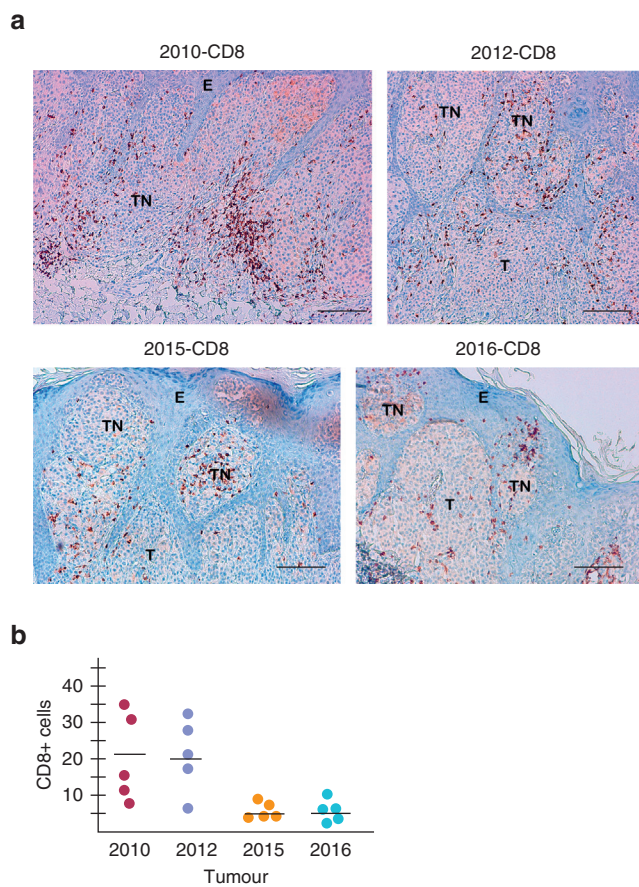 a
2010-CD8
2012-CD8
E
TN
TN
TN
T
2015-CD8
2016-CD8
E
TN
TN
T
E
TN
TN
T
b
40
30
20
10
CD8+ cells
2010
2012
2015
2016
Tumour